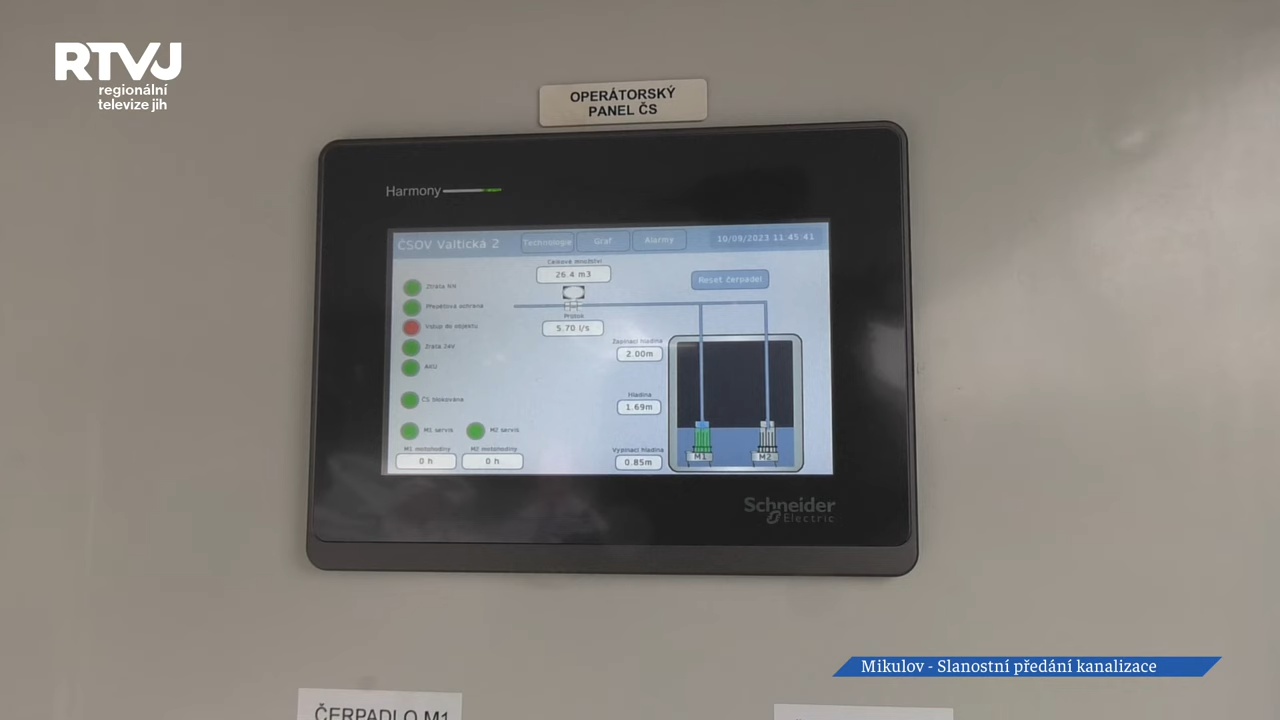 RTVJ
regionální
televize jih
OPERÁTORSKÝ
PANEL ČS
Harmony
ČSOV Valtická 2
Technologie
Graf
Alarmy
10/09/2023 11:45:41
Celkové množství
26.4 m3
Reset čerpadel
Ztráta
Přepěťová ochrana
Vstup do objektu
Průtok
5.70 l/s
Ztráta 24V
Zapínací hladina
2.00m
AKU
Hladina
1.69m
ČS blokována
M1 servis
M2 servis
M1 motohodiny
M2 motohodiny
Vypínací hladina
0 h
0 h
0.85m
M1
M2
Schneider
Electric
Mikulov - Slanostní předání kanalizace
ČERPADLO M1